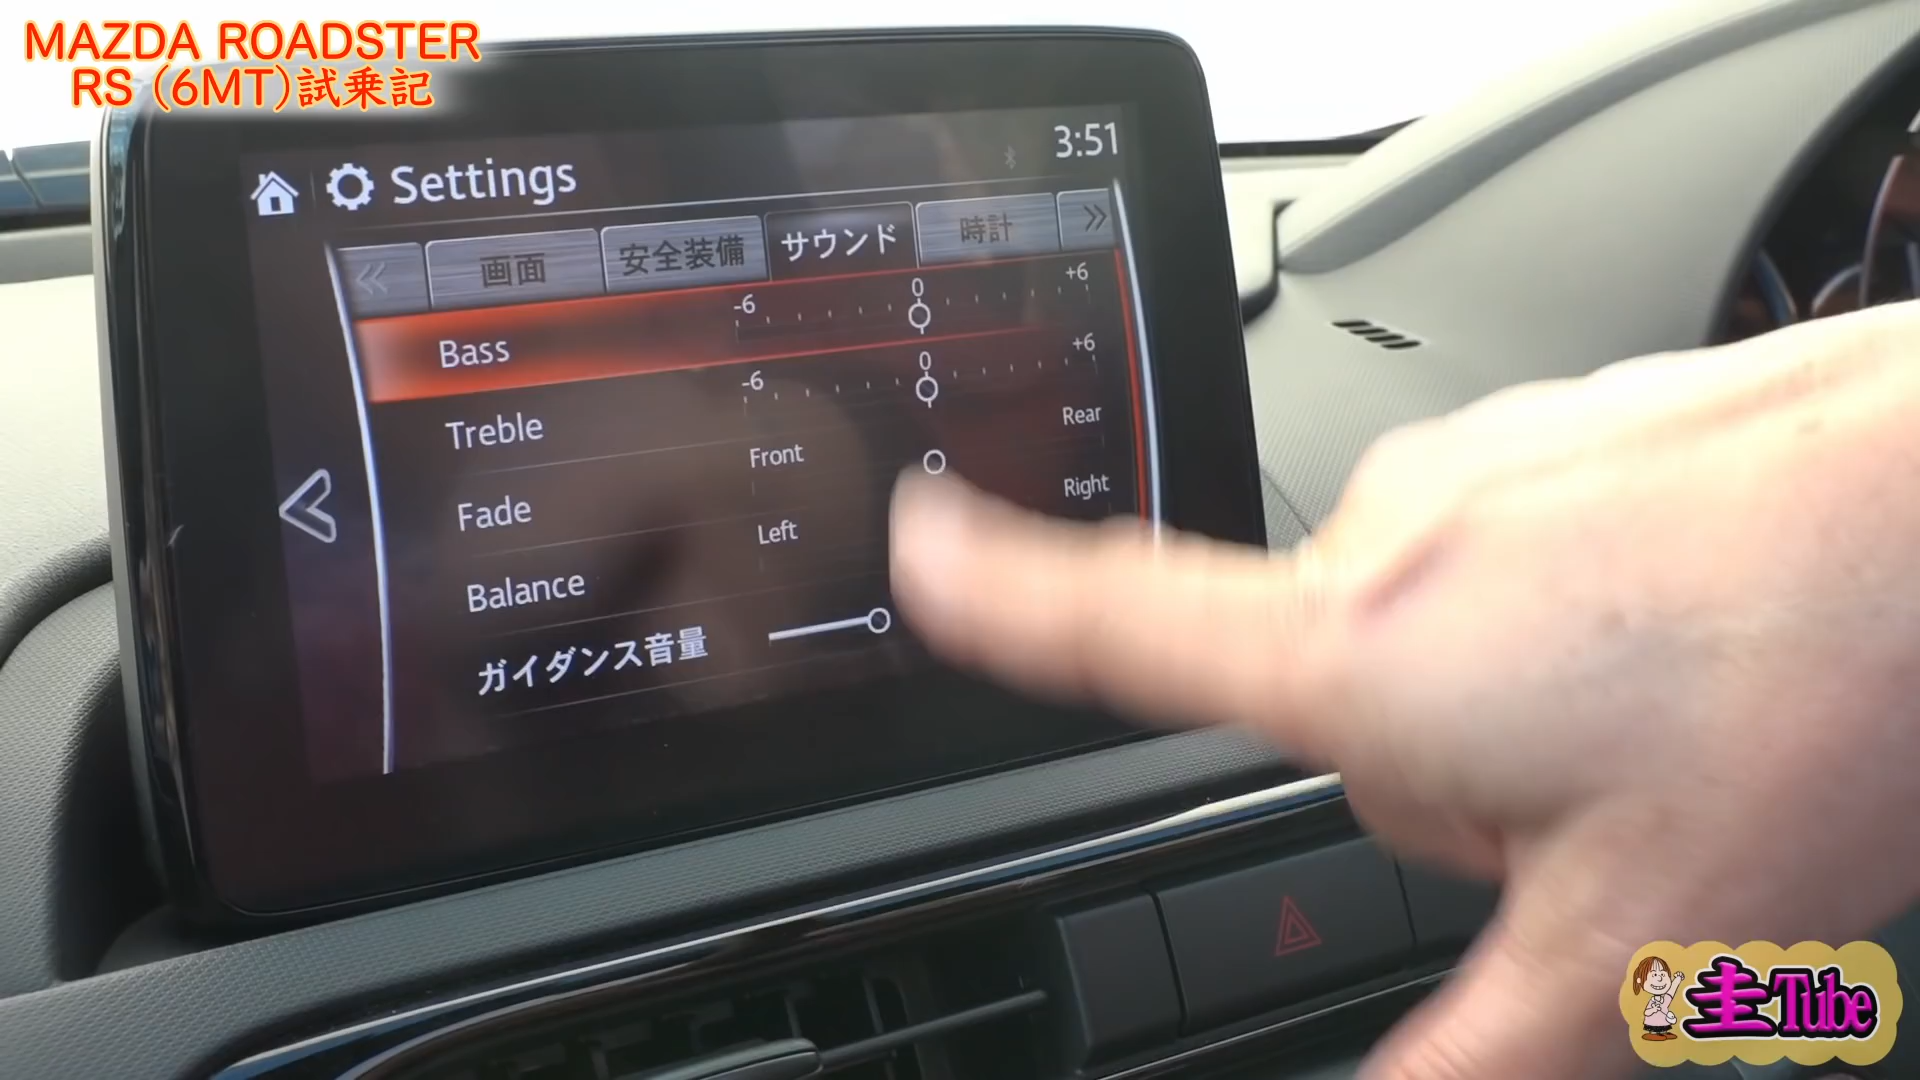 MAZDA ROADSTER
RS (6MT)試乗記
Settings
3:51
画面
安全装備
サウンド
時計
Bass
-6
0
+6
Treble
-6
0
+6
Fade
Front
Rear
Balance
Left
Right
ガイダンス音量
圭Tube